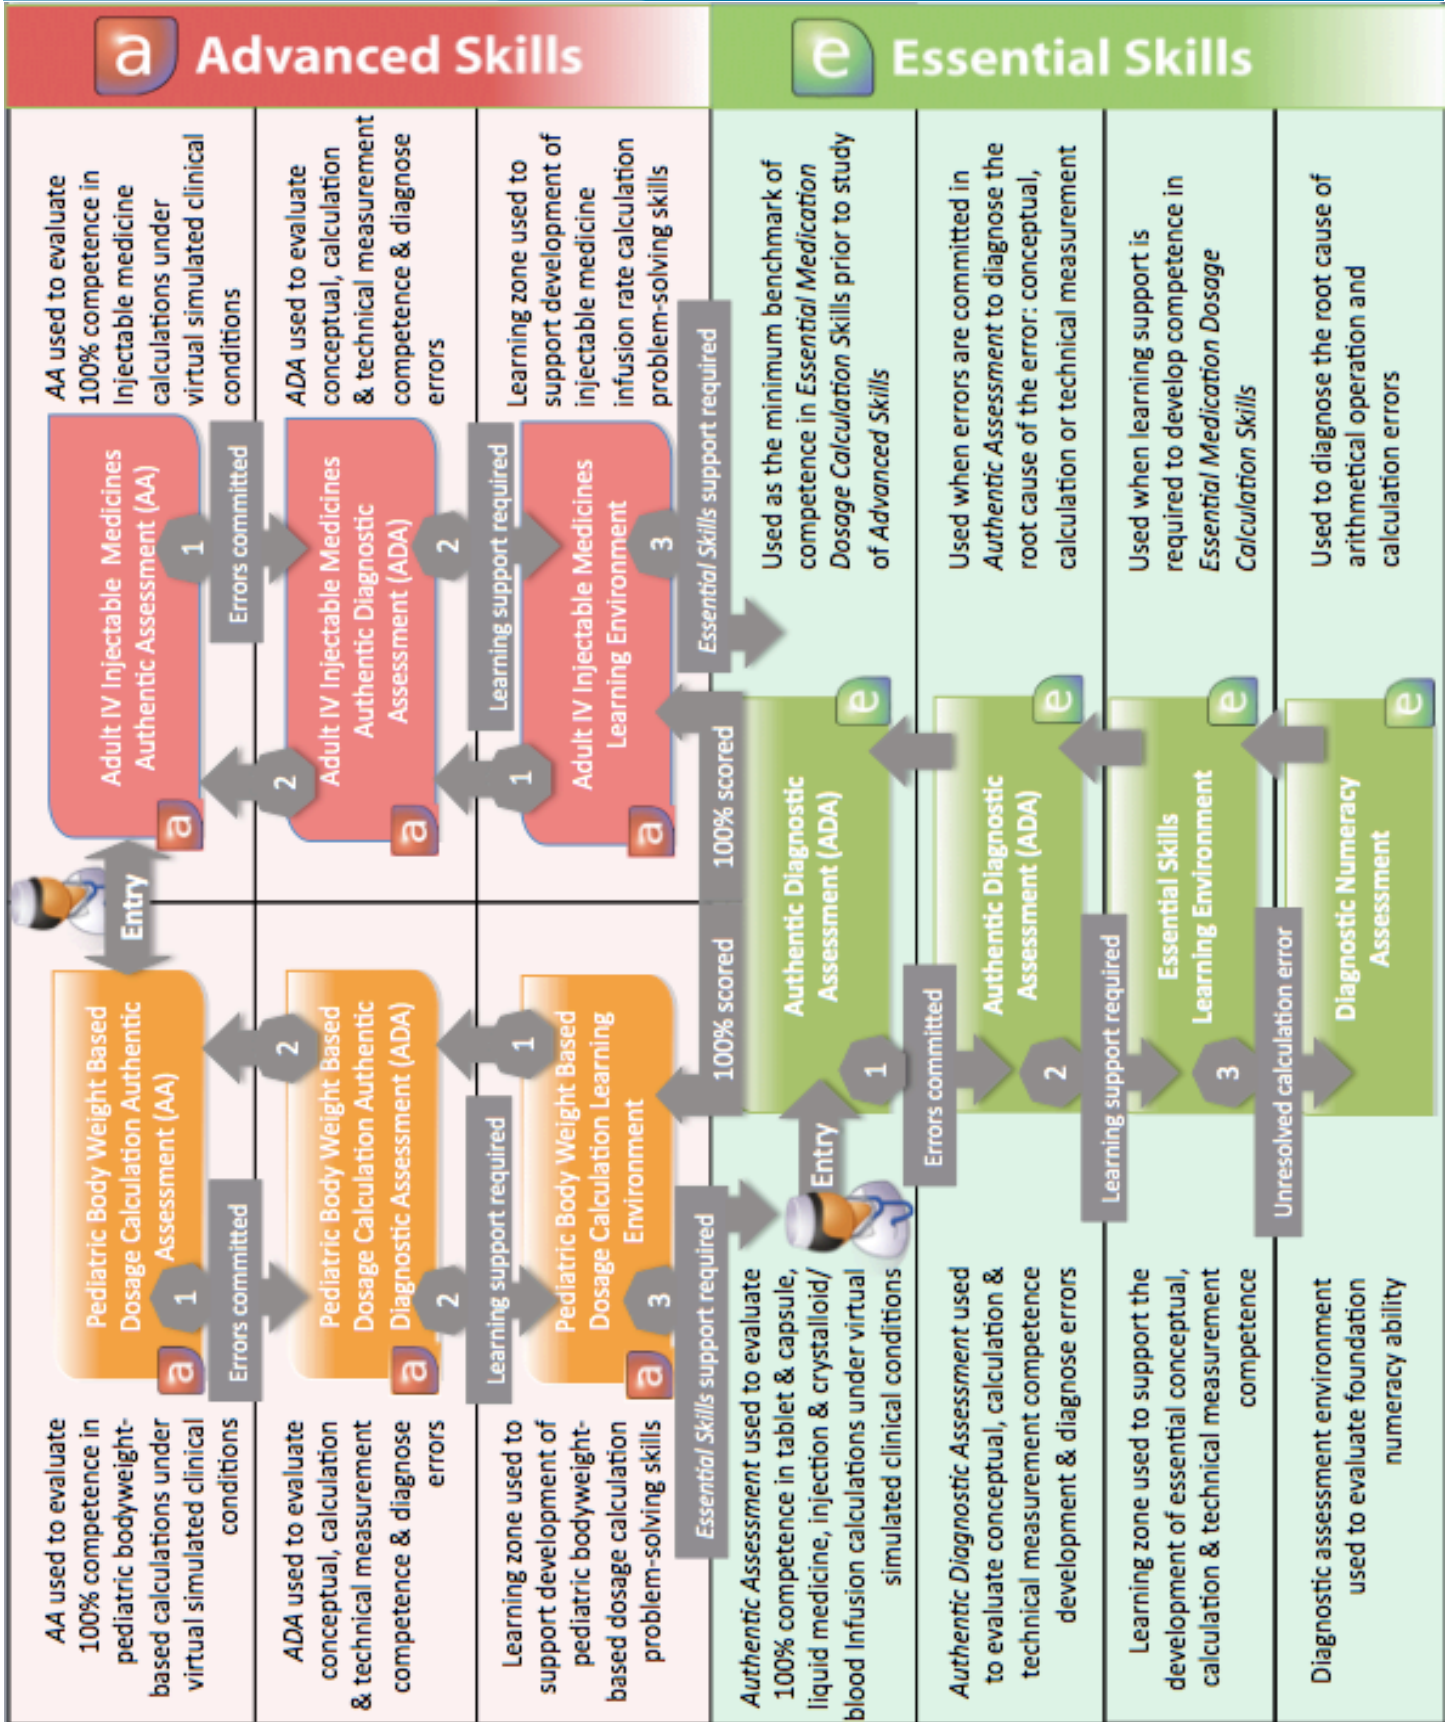 a Advanced Skills
AA used to evaluate
100% competence in
pediatric bodyweight-
based calculations under
virtual simulated clinical
conditions
Pediatric Body Weight Based
Dosage Calculation Authentic
Assessment (AA)
a
1
2
Entry
Adult IV Injectable Medicines
Authentic Assessment (AA)
a
2
1
AA used to evaluate
100% competence in
Injectable medicine
calculations under
virtual simulated clinical
conditions
Errors committed
Errors committed
ADA used to evaluate
conceptual, calculation
& technical measurement
competence & diagnose
errors
Pediatric Body Weight Based
Dosage Calculation Authentic
Diagnostic Assessment (ADA)
a
2
1
Adult IV Injectable Medicines
Authentic Diagnostic
Assessment (ADA)
a
1
2
ADA used to evaluate
conceptual, calculation
& technical measurement
competence & diagnose
errors
Learning support required
Learning support required
Learning zone used to
support development of
pediatric bodyweight-
based dosage calculation
problem-solving skills
Pediatric Body Weight Based
Dosage Calculation Learning
Environment
a
3
Adult IV Injectable Medicines
Learning Environment
a
3
Learning zone used to
support development of
injectable medicine
infusion rate calculation
problem-solving skills
Essential Skills support required
100% scored
100% scored
Essential Skills support required
e Essential Skills
Authentic Assessment used to evaluate
100% competence in tablet & capsule,
liquid medicine, injection & crystalloid/
blood Infusion calculations under virtual
simulated clinical conditions
Entry
Authentic Diagnostic
Assessment (ADA)
1
e
Used as the minimum benchmark of
competence in Essential Medication
Dosage Calculation Skills prior to study
of Advanced Skills
Errors committed
Authentic Diagnostic Assessment used
to evaluate conceptual, calculation &
technical measurement competence
development & diagnose errors
Authentic Diagnostic
Assessment (ADA)
2
e
Used when errors are committed in
Authentic Assessment to diagnose the
root cause of the error: conceptual,
calculation or technical measurement
Learning support required
Learning zone used to support the
development of essential conceptual,
calculation & technical measurement
competence
Essential Skills
Learning Environment
3
e
Used when learning support is
required to develop competence in
Essential Medication Dosage
Calculation Skills
Unresolved calculation error
Diagnostic assessment environment
used to evaluate foundation
numeracy ability
Diagnostic Numeracy
Assessment
e
Used to diagnose the root cause of
arithmetical operation and
calculation errors